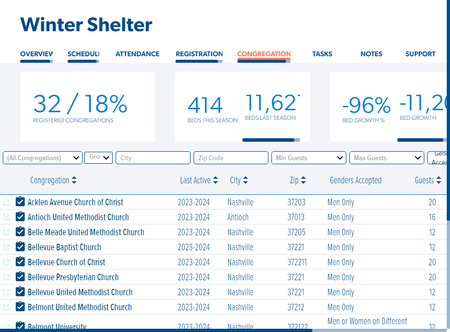 Winter Shelter
OVERVIEW SCHEDUL ATTENDANCE REGISTRATION CONGREGATION TASKS NOTES SUPPORT
32 / 18% 414 11,62 -96% -11,20
REGISTERED CONGREGATIONS BEDS THIS SEASON BEDS LAST SEASON BED GROWTH % BED GROWTH
(All Congregations) Gre City Zip Code Min Guests Max Guests
Congregation Last Active City Zip Genders Accepted Guests
Acklen Avenue Church of Christ 2023-2024 Nashville 37203 Men Only 20
Antioch United Methodist Church 2023-2024 Antioch 37013 Men Only 16
Belle Meade United Methodist Church 2023-2024 Nashville 37205 Men Only 12
Bellevue Baptist Church 2023-2024 Nashville 37221 Men Only 12
Bellevue Church of Christ 2023-2024 Nashville 372211 Men Only 20
Bellevue Presbyterian Church 2023-2024 Nashville 37221 Men Only 20
Bellevue United Methodist Church 2023-2024 Nashville 37221 Men Only 12
Belmont United Methodist Church 2023-2024 Nashville 37212 Men Only 12
Men or Women on Different
Belmont University 2023-2024 Nashville 12